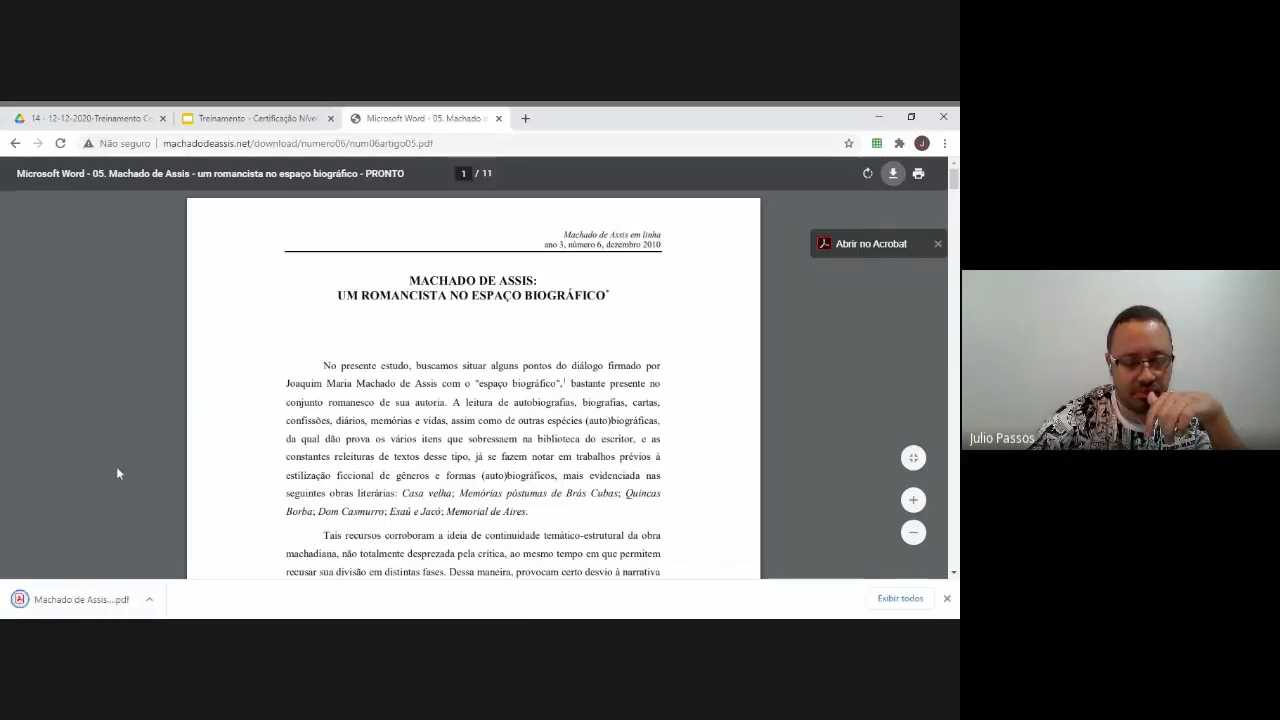 14 - 12-12-2020-Treinamento C
Treinamento - Certificação Nível
Microsoft Word - 05. Machado d
Não seguro
machadodeassis.net/download/numero06/num06artigo05.pdf
J
Microsoft Word - 05. Machado de Assis - um romancista no espaço biográfico - PRONTO
1 / 11
Machado de Assis em linha
ano 3, número 6, dezembro 2010
Abrir no Acrobat
MACHADO DE ASSIS:
UM ROMANCISTA NO ESPAÇO BIOGRÁFICO*
No presente estudo, buscamos situar alguns pontos do diálogo firmado por
Joaquim Maria Machado de Assis com o "espaço biográfico",1 bastante presente no
conjunto romanesco de sua autoria. A leitura de autobiografias, biografias, cartas,
confissões, diários, memórias e vidas, assim como de outras espécies (auto)biográficas,
da qual dão prova os vários itens que sobressaem na biblioteca do escritor, e as
constantes releituras de textos desse tipo, já se fazem notar em trabalhos prévios à
estilização ficcional de gêneros e formas (auto)biográficos, mais evidenciada nas
seguintes obras literárias: Casa velha; Memórias póstumas de Brás Cubas; Quincas
Borba; Dom Casmurro; Esaú e Jacó; Memorial de Aires.
Tais recursos corroboram a ideia de continuidade temático-estrutural da obra
machadiana, não totalmente desprezada pela crítica, ao mesmo tempo em que permitem
recusar sua divisão em distintas fases. Dessa maneira, provocam certo desvio à narrativa
Machado de Assis....pdf
Exibir todos
Julio Passos